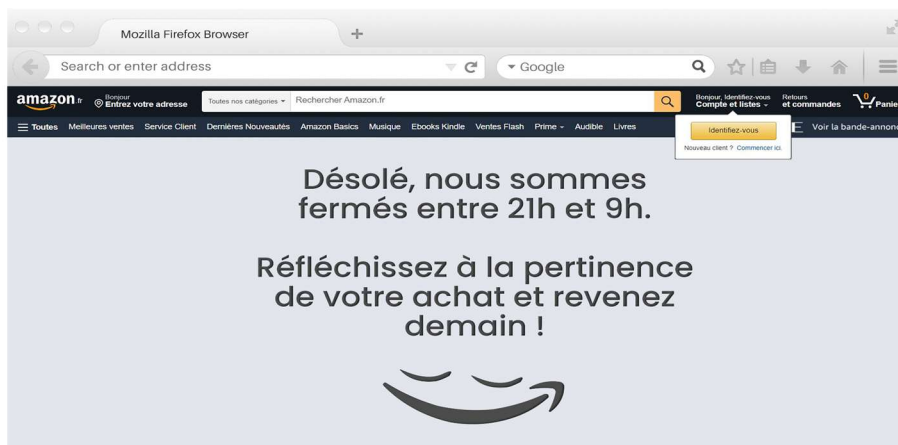 Mozilla Firefox Browser
Search or enter address
Google
amazon.fr
Bonjour
Entrez votre adresse
Toutes nos catégories
Rechercher Amazon.fr
Bonjour, Identifiez-vous
Compte et listes
Retours
et commandes
0
Panie
Toutes Meilleures ventes Service Client Dernières Nouveautés Amazon Basics Musique Ebooks Kindle Ventes Flash Prime Audible Livres
E Voir la bande-annonc
Identifiez-vous
Nouveau client ? Commencer ici.
Désolé, nous sommes
fermés entre 21h et 9h.
Réfléchissez à la pertinence
de votre achat et revenez
demain !